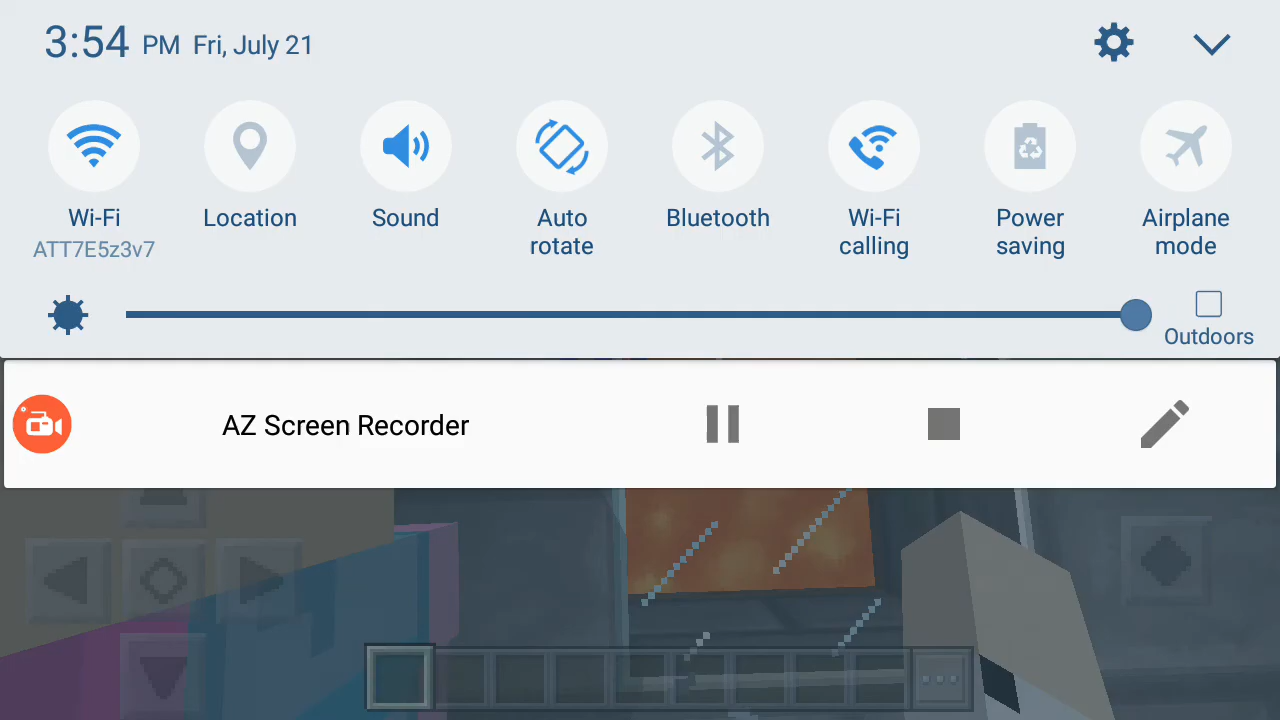 3:54 PM Fri, July 21
Wi-Fi
ATT7E5z3v7
Location
Sound
Auto
rotate
Bluetooth
Wi-Fi
calling
Power
saving
Airplane
mode
Outdoors
AZ Screen Recorder